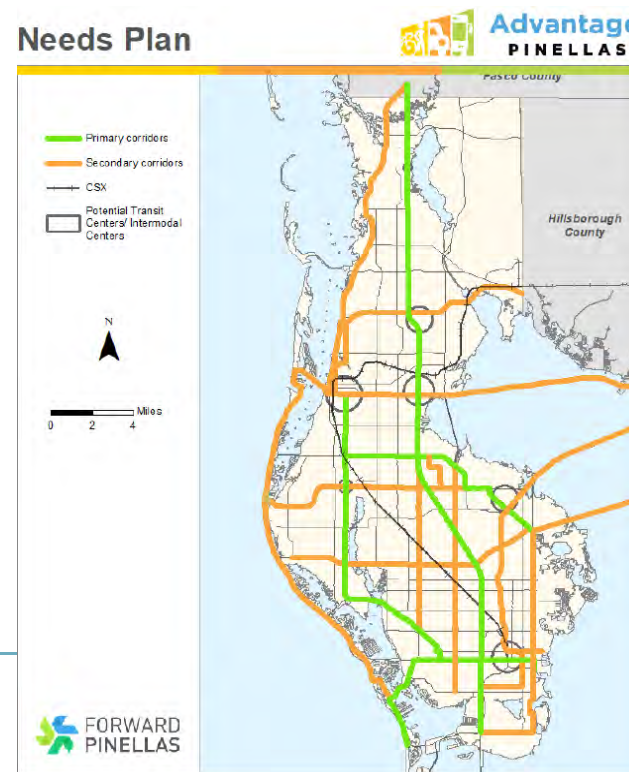 Needs Plan
Advantage
PINELLAS
Pasco County
Primary corridors
Secondary corridors
CSX
Potential Transit
Centers/ Intermodal
Centers
Hillsborough
County
N
Miles
0 2 4
FORWARD
PINELLAS